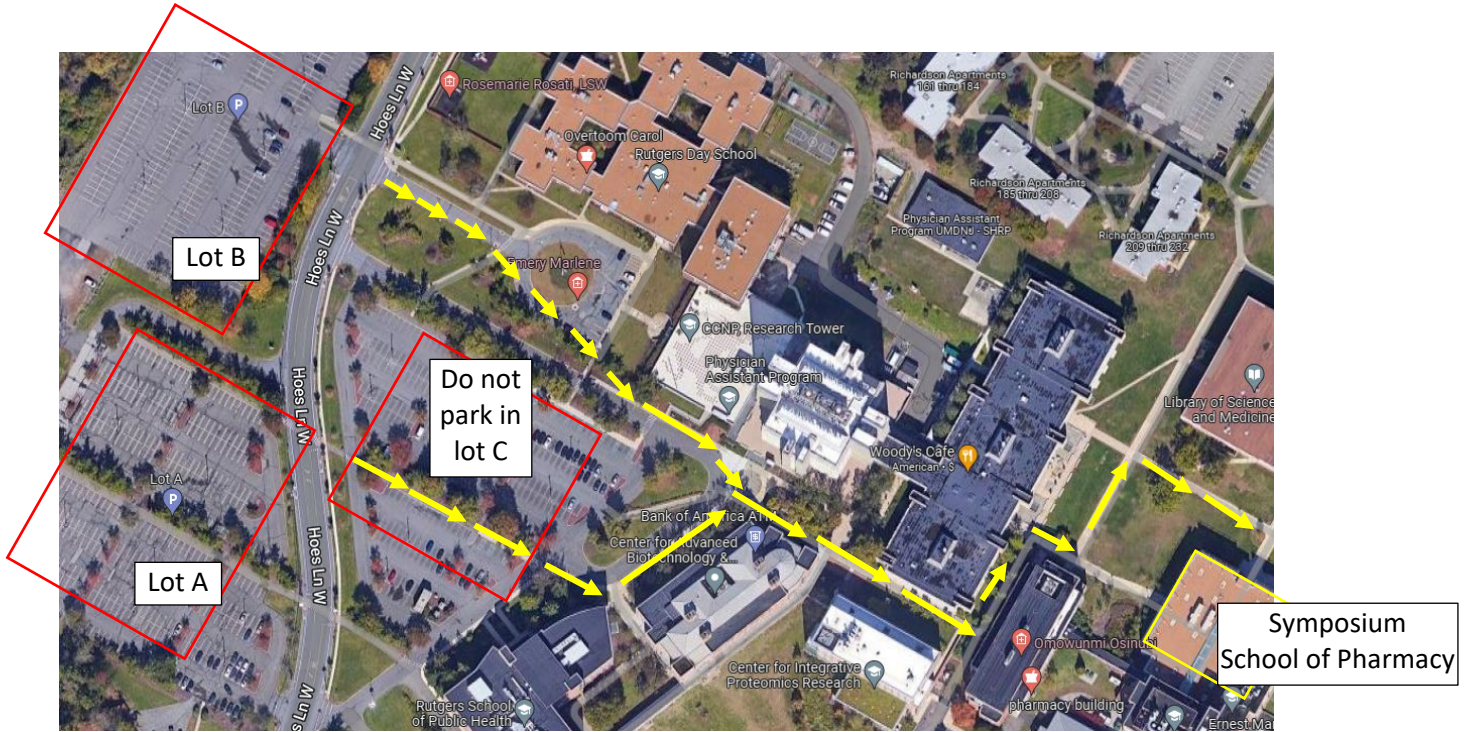 Rosemarie Rosati, LSW
Richardson Apartments
161 thru 184
Lot B
P
Hoes Ln W
Overtoom Carol
Rutgers Day School
Richardson Apartments
185 thru 208
Physician Assistant
Program UMDNJ - SHRP
Richardson Apartments
209 thru 232
Hoes Ln W
Lot B
Emery Marlene
CCNP, Research Tower
Physician
Assistant Program
Do not
park in
lot C
Library of Science
and Medicine
Hoes Ln W
Woody's Cafe
American • $
Lot A
P
Bank of America ATM
Center for Advanced
Biotechnology &...
Hoes Ln W
Lot A
Symposium
School of Pharmacy
Omowunmi Osinubi
Center for Integrative
Proteomics Research
pharmacy building
Rutgers School
of Public Health
Hoes Ln W
Ernest Ma